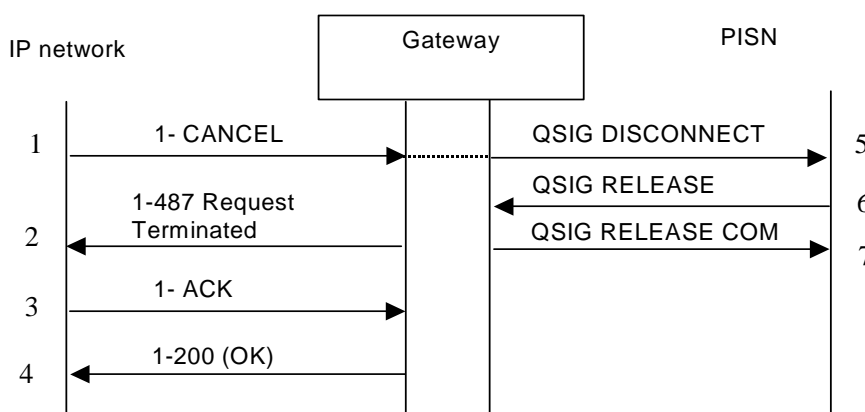 IP network
Gateway
PISN
1
1- CANCEL
QSIG DISCONNECT
5
QSIG RELEASE
6
1-487 Request
Terminated
2
QSIG RELEASE COM
7
3
1- ACK
4
1-200 (OK)